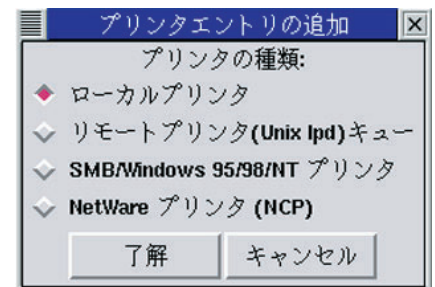 プリンタエントリの追加
プリンタの種類:
ローカルプリンタ
リモートプリンタ(Unix lpd)キュー
SMB/Windows 95/98/NT プリンタ
NetWare プリンタ (NCP)
了解 キャンセル